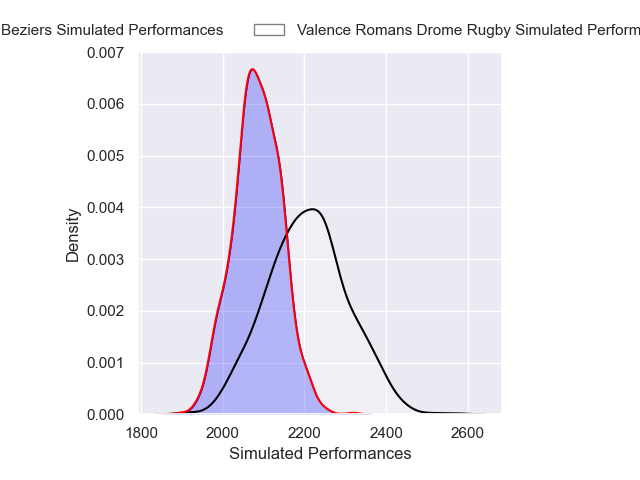 Beziers Simulated Performances
Valence Romans Drome Rugby Simulated Perform
0.007
0.006
0.005
0.004
0.003
0.002
0.001
0.000
Density
1800 2000 2200 2400 2600
Simulated Performances